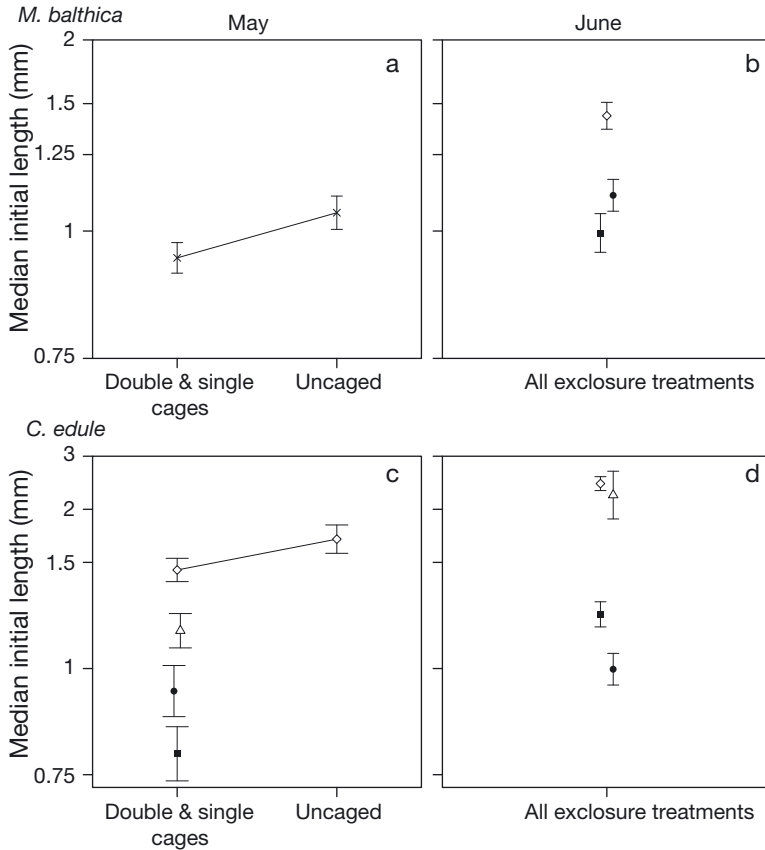 M. balthica
May
June
Median initial length (mm)
2
1.5
1.25
1
0.75
a
b
Double & single
cages
Uncaged
All exclosure treatments
C. edule
Median initial length (mm)
3
2
1.5
1
0.75
c
d
Double & single
cages
Uncaged
All exclosure treatments